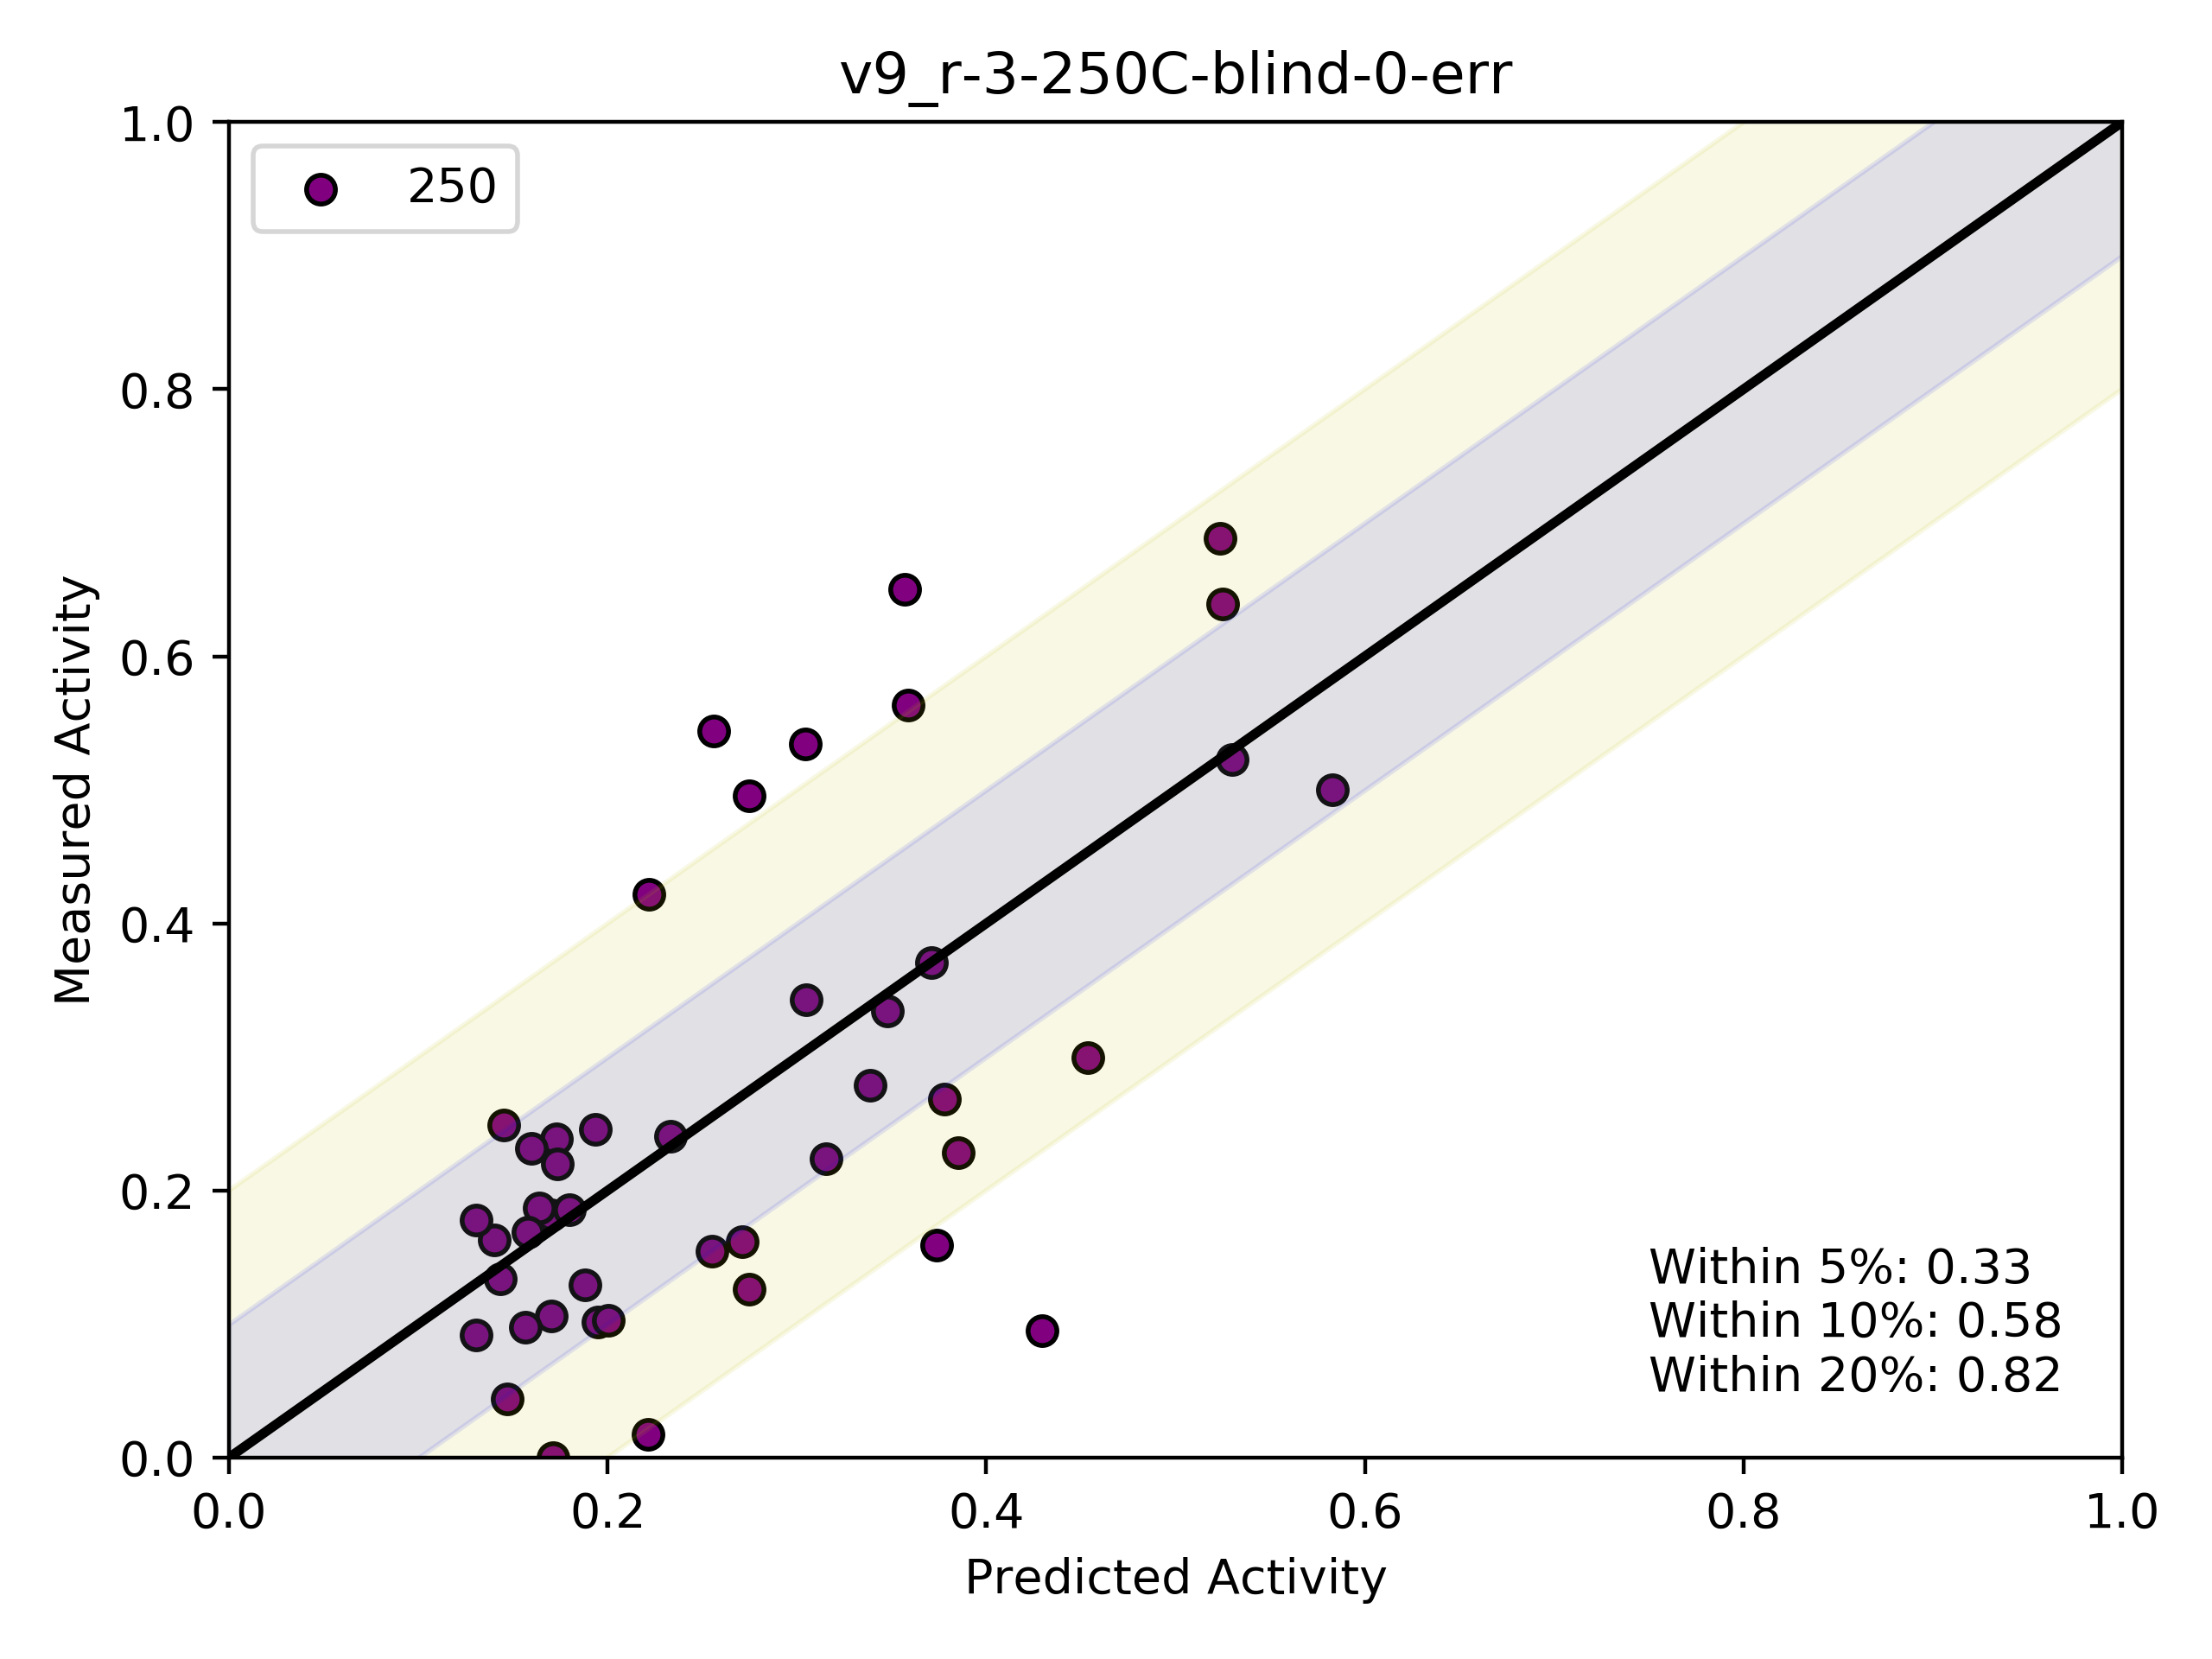 v9_r-3-250C-blind-0-err
250
Measured Activity
1.0
0.8
0.6
0.4
0.2
0.0
Within 5%: 0.33
Within 10%: 0.58
Within 20%: 0.82
0.0 0.2 0.4 0.6 0.8 1.0
Predicted Activity